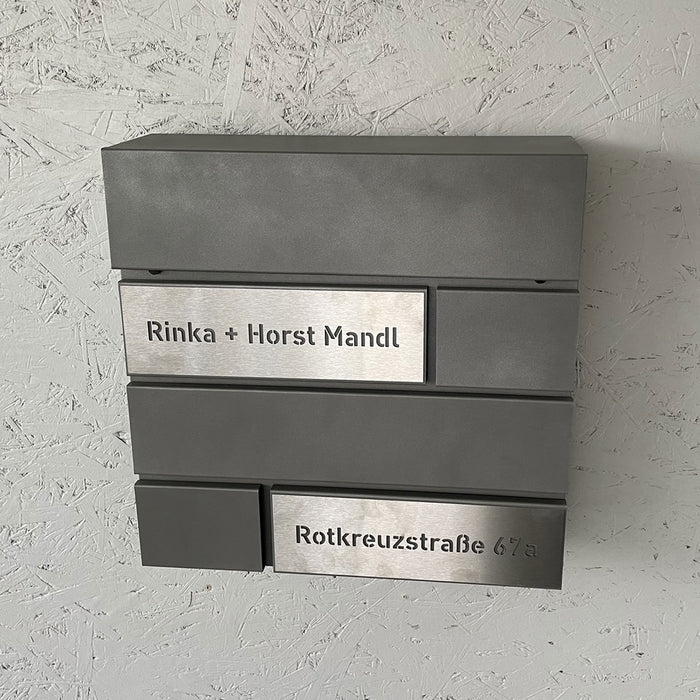 Rinka + Horst Mandl
Rotkreuzstraße 67a